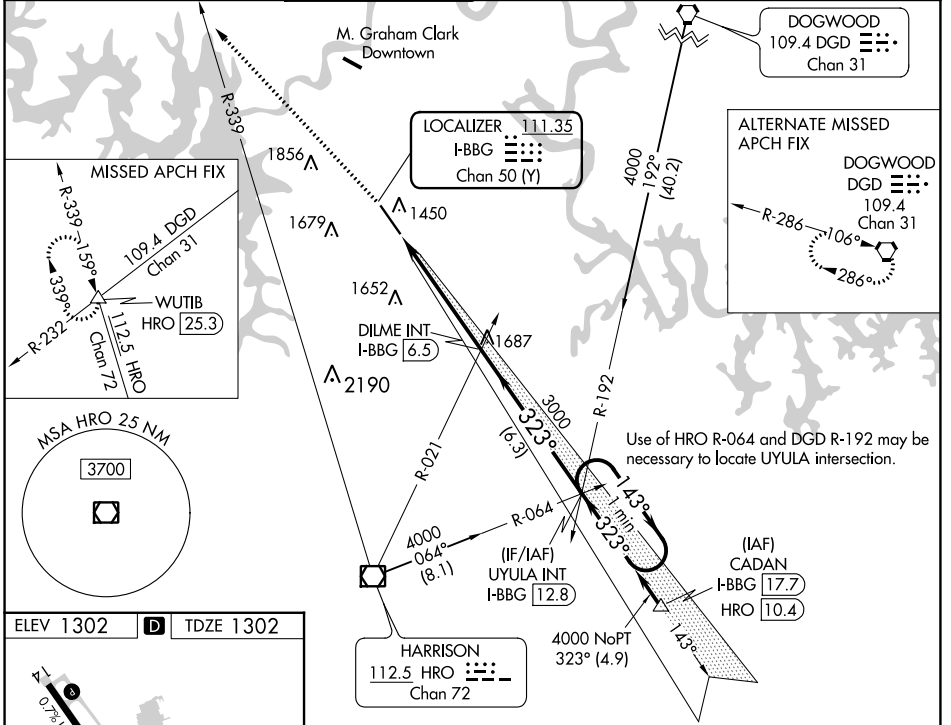 M. Graham Clark
Downtown
DOGWOOD
109.4 DGD
Chan 31
R-339
LOCALIZER 111.35
I-BBG
Chan 50 (Y)
4000
192°
(40.2)
ALTERNATE MISSED
APCH FIX
DOGWOOD
DGD
109.4
Chan 31
R-286
106°
286°
MISSED APCH FIX
R-339
159°
339°
109.4 DGD
Chan 31
WUTIB
HRO 25.3
R-232
112.5 HRO
Chan 72
1856
1450
1679
1652
DILME INT
I-BBG 6.5
1687
2190
3000
323°
(6.3)
R-192
R-021
MSA HRO 25 NM
3700
Use of HRO R-064 and DGD R-192 may be
necessary to locate UYULA intersection.
143°
1 min
323°
4000
064°
(8.1)
R-064
(IF/IAF)
UYULA INT
I-BBG 12.8
(IAF)
CADAN
I-BBG 17.7
HRO 10.4
4000 NoPT
323° (4.9)
143°
HARRISON
112.5 HRO
Chan 72
ELEV 1302
D
TDZE 1302
A
P